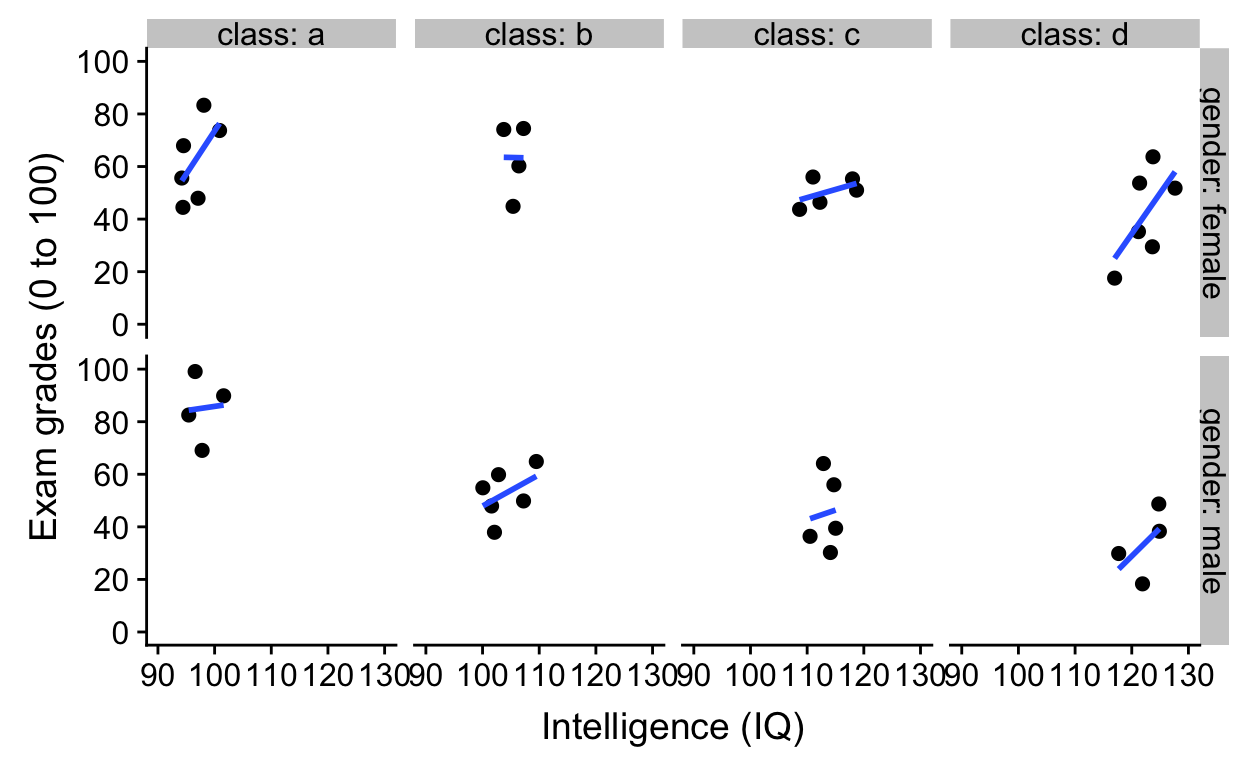 class: a
class: b
class: c
class: d
100
80
60
40
20
0
gender: female
100
80
60
40
20
0
gender: male
Exam grades (0 to 100)
90 100 110 120 130
90 100 110 120 130
90 100 110 120 130
90 100 110 120 130
Intelligence (IQ)